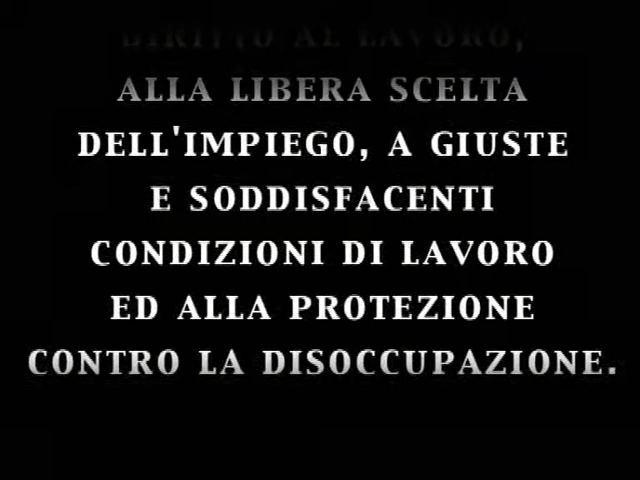 DIRITTO AL LAVORO,
ALLA LIBERA SCELTA
DELL'IMPIEGO, A GIUSTE
E SODDISFACENTI
CONDIZIONI DI LAVORO
ED ALLA PROTEZIONE
CONTRO LA DISOCCUPAZIONE.